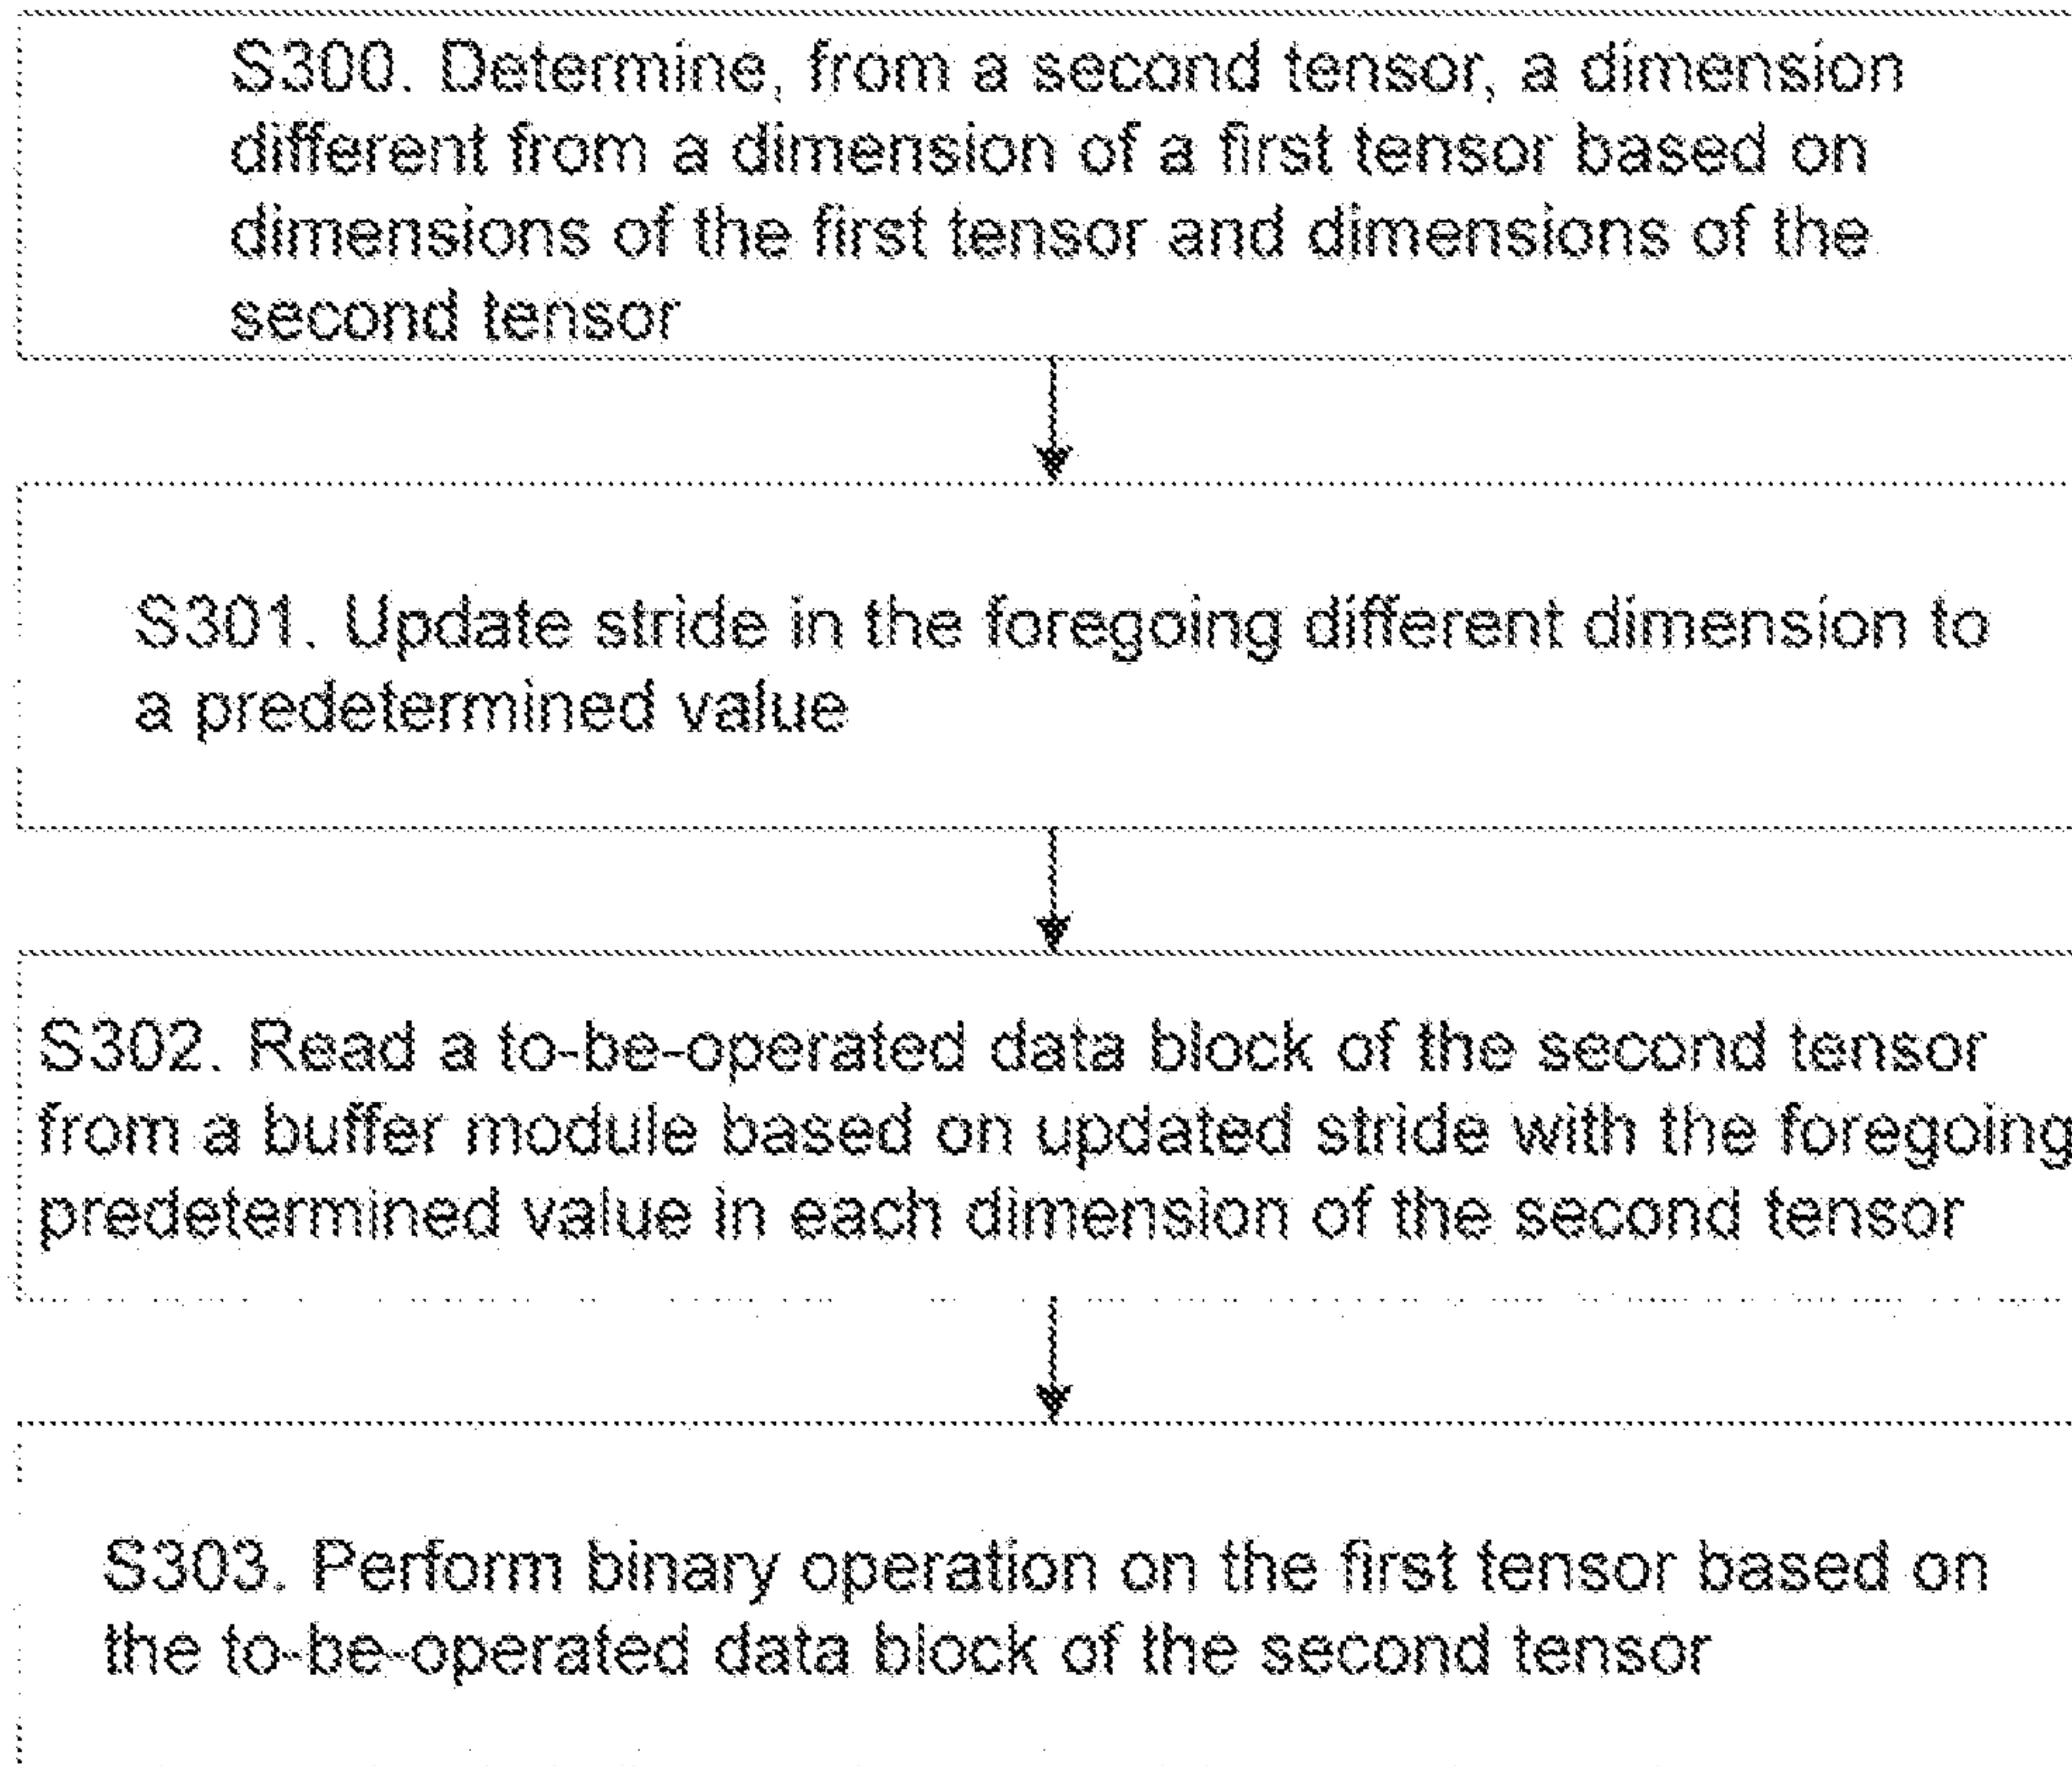 S300. Determine, from a second tensor, a dimension
different from a dimension of a first tensor based on
dimensions of the first tensor and dimensions of the
second tensor
S301. Update stride in the foregoing different dimension to
a predetermined value
S302. Read a to-be-operated data block of the second tensor
from a buffer module based on updated stride with the foregoing
predetermined value in each dimension of the second tensor
S303. Perform binary operation on the first tensor based on
the to-be-operated data block of the second tensor